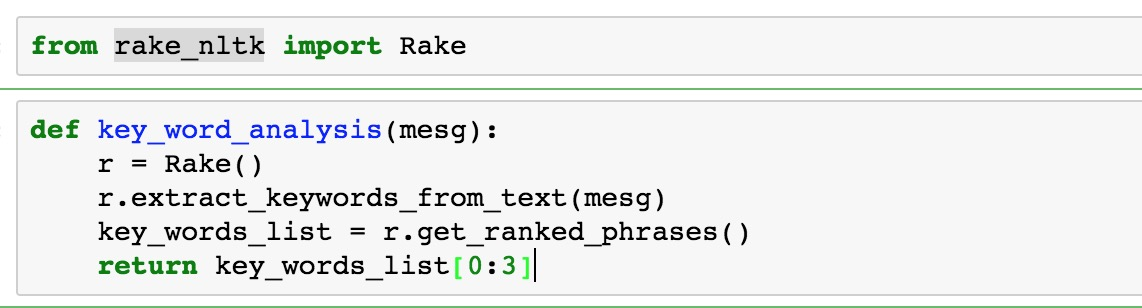 from rake_nltk import Rake
def key_word_analysis(mesg):
    r = Rake()
    r.extract_keywords_from_text(mesg)
    key_words_list = r.get_ranked_phrases()
    return key_words_list[0:3]